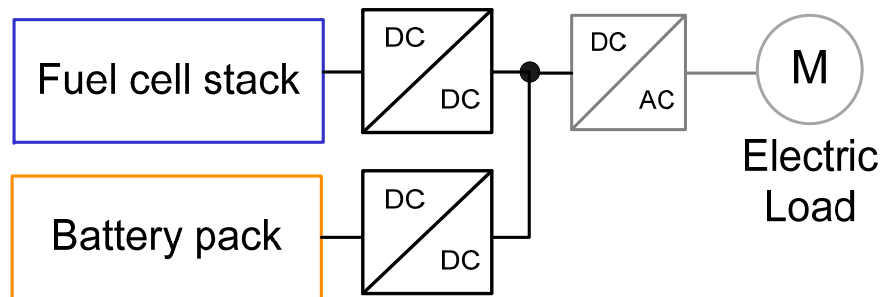 Fuel cell stack
DC
DC
DC
AC
M
Electric
Load
Battery pack
DC
DC